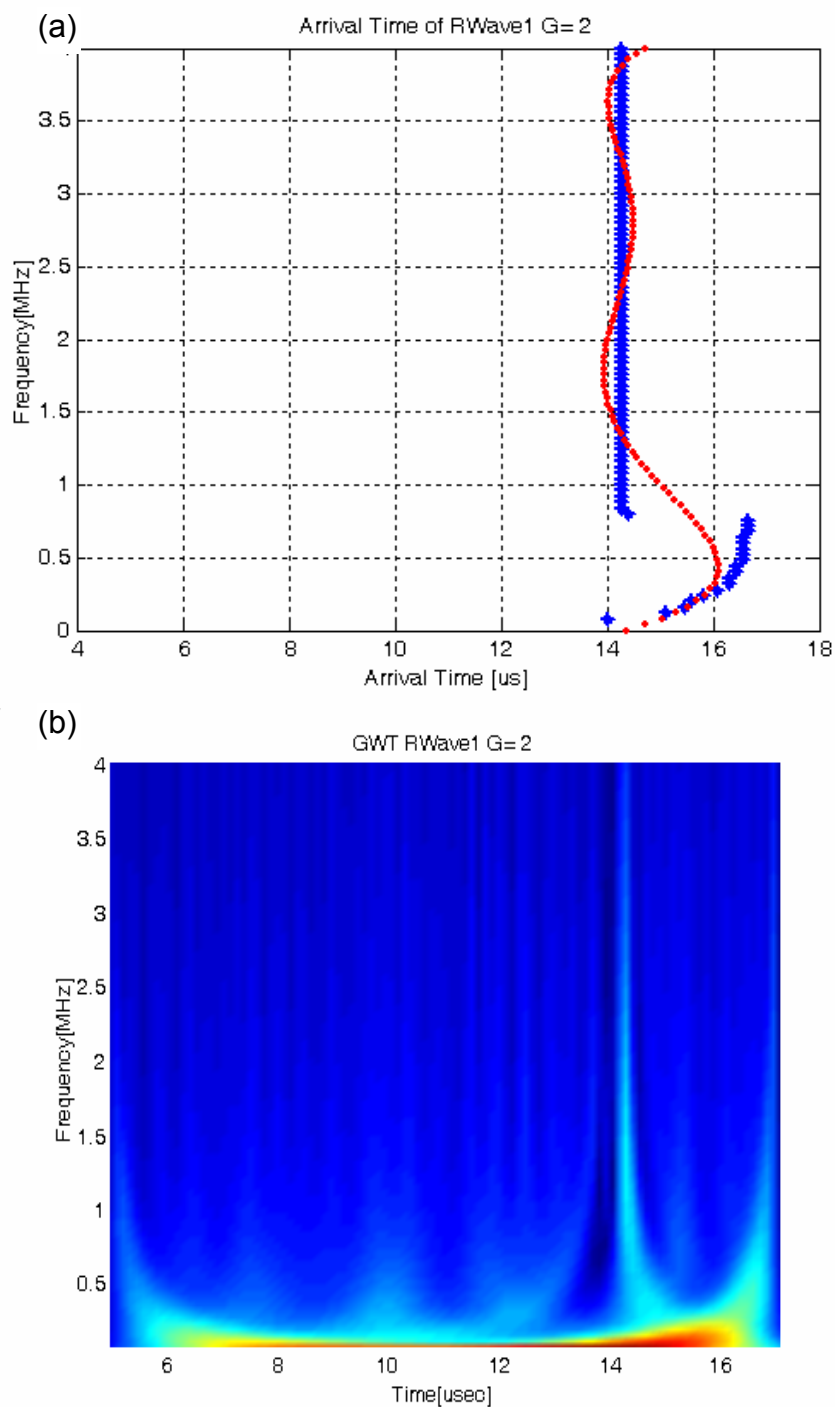 (a)
Arrival Time of RWave1 G= 2
3.5
3
2.5
2
1.5
1
0.5
0
Frequency[MHz]
4 6 8 10 12 14 16 18
Arrival Time [us]
(b)
GWT RWave1 G= 2
4
3.5
3
2.5
2
1.5
1
0.5
Frequency[MHz]
6 8 10 12 14 16
Time[usec]